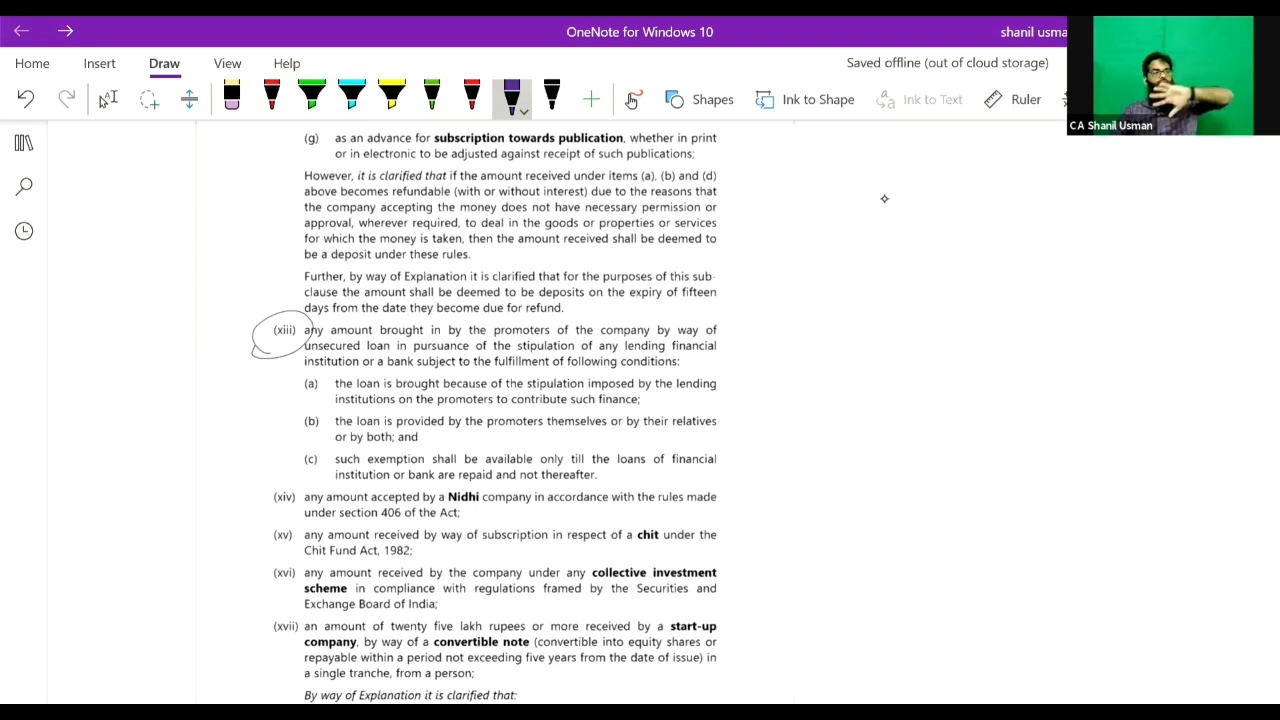 OneNote for Windows 10
shanil usma
Home Insert Draw View Help
Saved offline (out of cloud storage)
Shapes Ink to Shape Ink to Text Ruler
CA Shanil Usman
(g) as an advance for subscription towards publication, whether in print
or in electronic to be adjusted against receipt of such publications;
However, it is clarified that if the amount received under items (a), (b) and (d)
above becomes refundable (with or without interest) due to the reasons that
the company accepting the money does not have necessary permission or
approval, wherever required, to deal in the goods or properties or services
for which the money is taken, then the amount received shall be deemed to
be a deposit under these rules.
Further, by way of Explanation it is clarified that for the purposes of this sub-
clause the amount shall be deemed to be deposits on the expiry of fifteen
days from the date they become due for refund.
(xiii) any amount brought in by the promoters of the company by way of
unsecured loan in pursuance of the stipulation of any lending financial
institution or a bank subject to the fulfillment of following conditions:
(a) the loan is brought because of the stipulation imposed by the lending
institutions on the promoters to contribute such finance;
(b) the loan is provided by the promoters themselves or by their relatives
or by both; and
(c) such exemption shall be available only till the loans of financial
institution or bank are repaid and not thereafter.
(xiv) any amount accepted by a Nidhi company in accordance with the rules made
under section 406 of the Act;
(xv) any amount received by way of subscription in respect of a chit under the
Chit Fund Act, 1982;
(xvi) any amount received by the company under any collective investment
scheme in compliance with regulations framed by the Securities and
Exchange Board of India;
(xvii) an amount of twenty five lakh rupees or more received by a start-up
company, by way of a convertible note (convertible into equity shares or
repayable within a period not exceeding five years from the date of issue) in
a single tranche, from a person;
By way of Explanation it is clarified that: